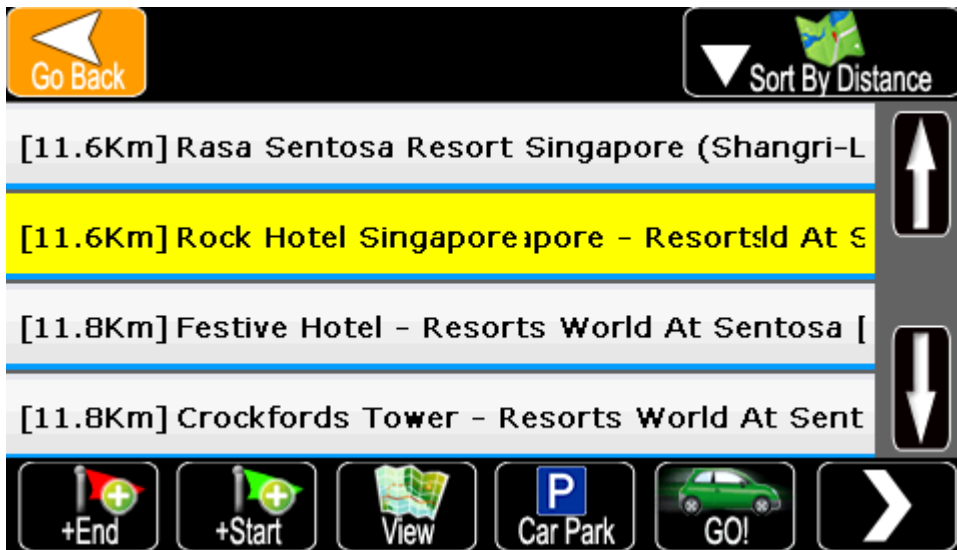 Go Back
Sort By Distance
[11.6Km] Rasa Sentosa Resort Singapore (Shangri-L
[11.6Km] Rock Hotel Singapore - Resorts At S
[11.8Km] Festive Hotel - Resorts World At Sentosa [
[11.8Km] Crockfords Tower - Resorts World At Sent
+End
+Start
View
P
Car Park
GO!